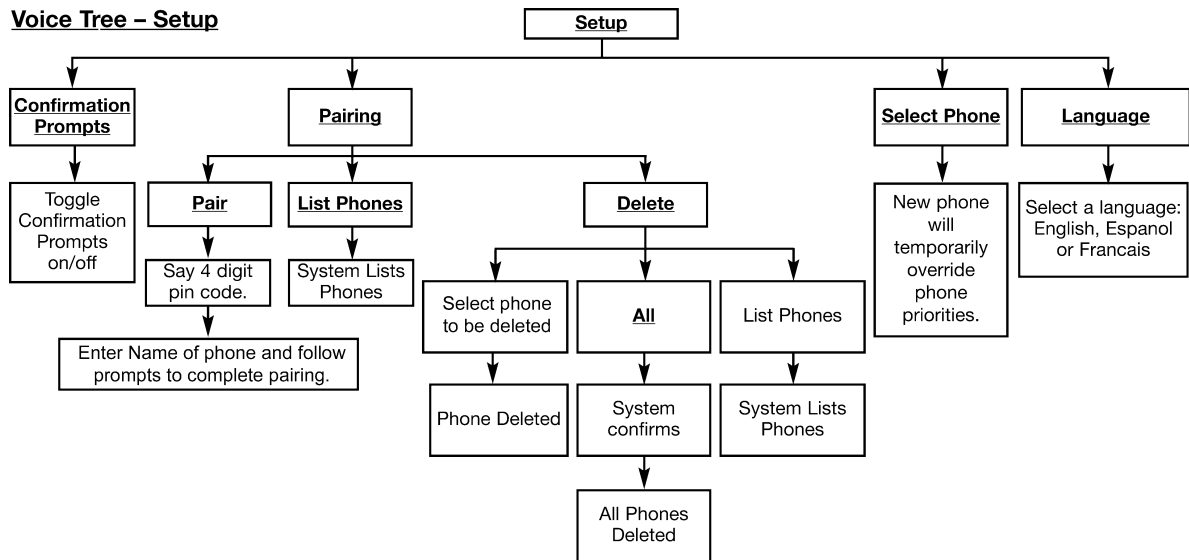 Voice Tree – Setup
Setup
Confirmation
Prompts
Pairing
Select Phone
Language
Toggle
Confirmation
Prompts
on/off
Pair
List Phones
Delete
New phone
will
temporarily
override
phone
priorities.
Select a language:
English, Espanol
or Francais
Say 4 digit
pin code.
System Lists
Phones
Select phone
to be deleted
All
List Phones
Enter Name of phone and follow
prompts to complete pairing.
Phone Deleted
System
confirms
System Lists
Phones
All Phones
Deleted